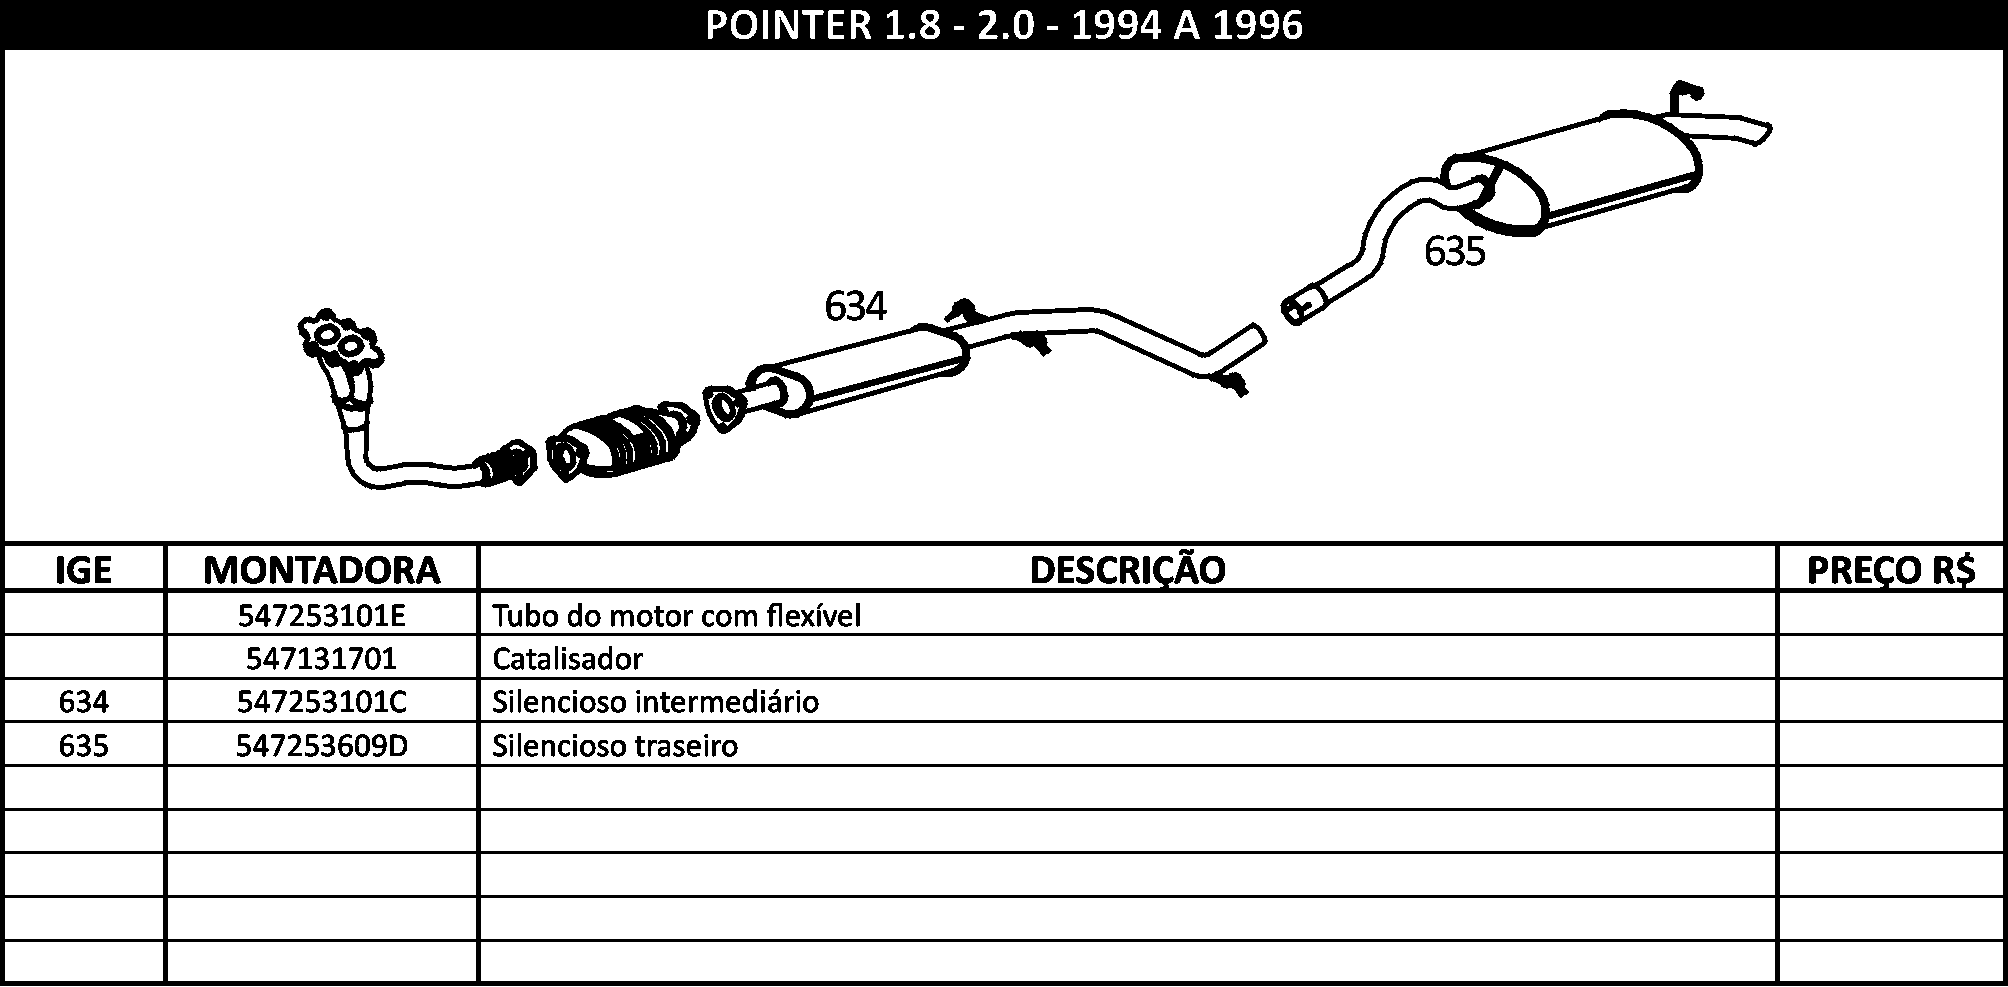 POINTER 1.8 - 2.0 - 1994 A 1996
635
634
IGE MONTADORA DESCRIÇÃO PREÇO R$
547253101E Tubo do motor com flexível
547131701 Catalisador
634 547253101C Silencioso intermediário
635 547253609D Silencioso traseiro